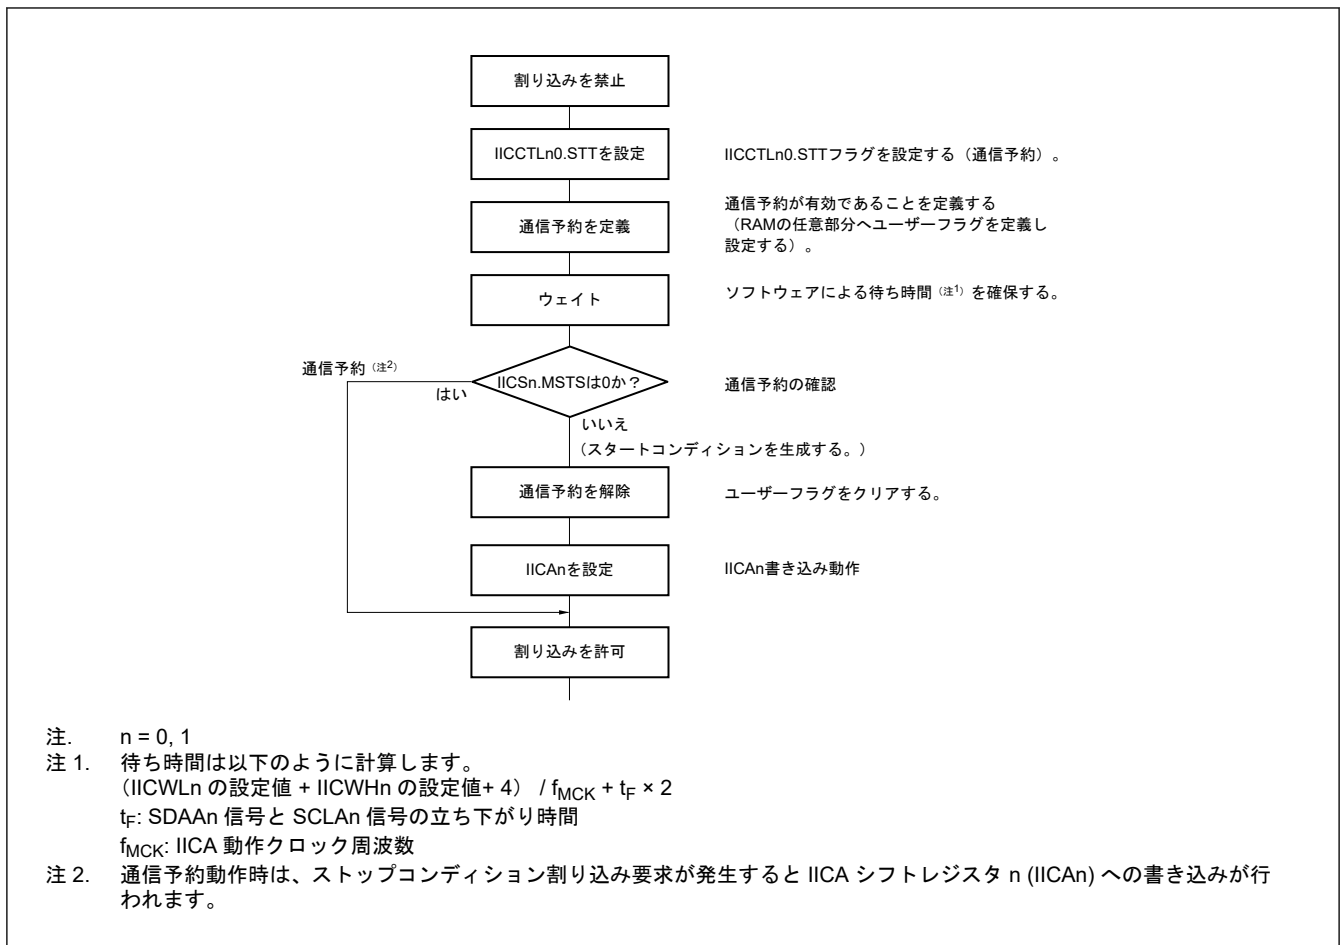 割り込みを禁止
IICCTLn0.STTを設定
IICCTLn0.STTフラグを設定する（通信予約）。
通信予約を定義
通信予約が有効であることを定義する
（RAMの任意部分へユーザーフラグを定義し
設定する）。
ウェイト
ソフトウェアによる待ち時間（注1）を確保する。
通信予約（注2）
IICSn.MSTSは0か？
はい
通信予約の確認
いいえ
（スタートコンディションを生成する。）
通信予約を解除
ユーザーフラグをクリアする。
IICAnを設定
IICAn書き込み動作
割り込みを許可
注. n = 0, 1
注 1. 待ち時間は以下のように計算します。
（IICWLn の設定値 + IICWHn の設定値+ 4） / fMCK + tF × 2
tF: SDAAn 信号と SCLAn 信号の立ち下がり時間
fMCK: IICA 動作クロック周波数
注 2. 通信予約動作時は、ストップコンディション割り込み要求が発生すると IICA シフトレジスタ n (IICAn) への書き込みが行
われます。